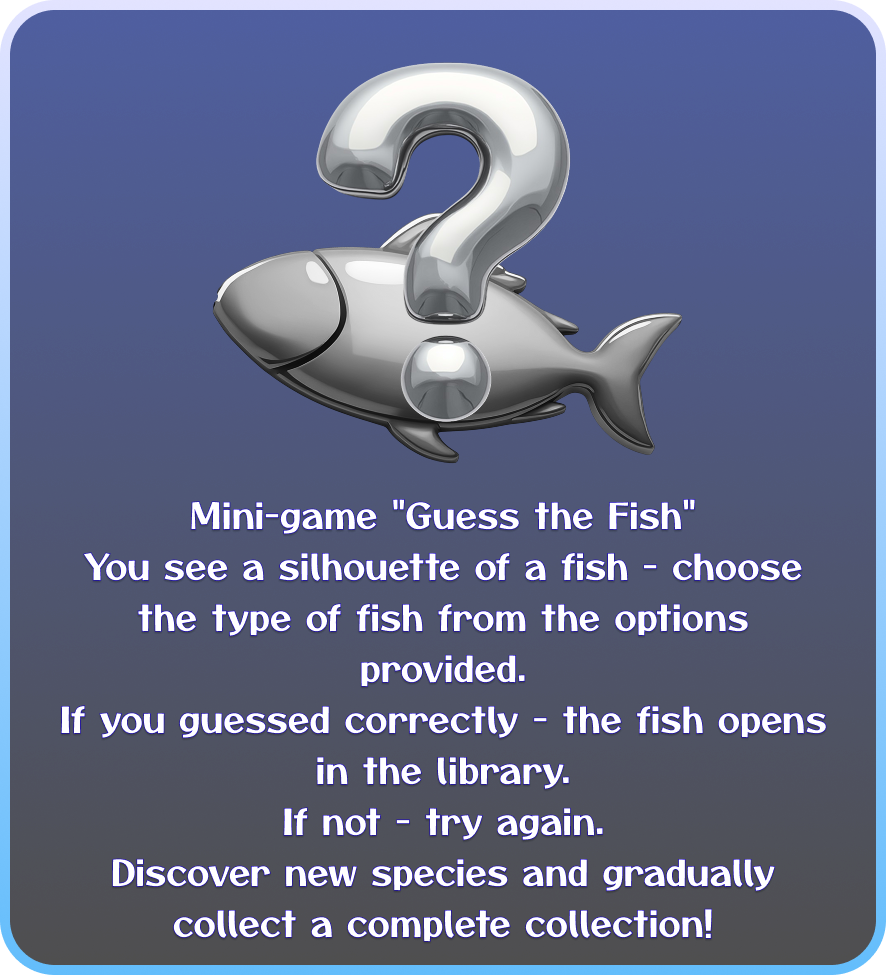 Mini-game "Guess the Fish"
You see a silhouette of a fish - choose
the type of fish from the options
provided.
If you guessed correctly - the fish opens
in the library.
If not - try again.
Discover new species and gradually
collect a complete collection!